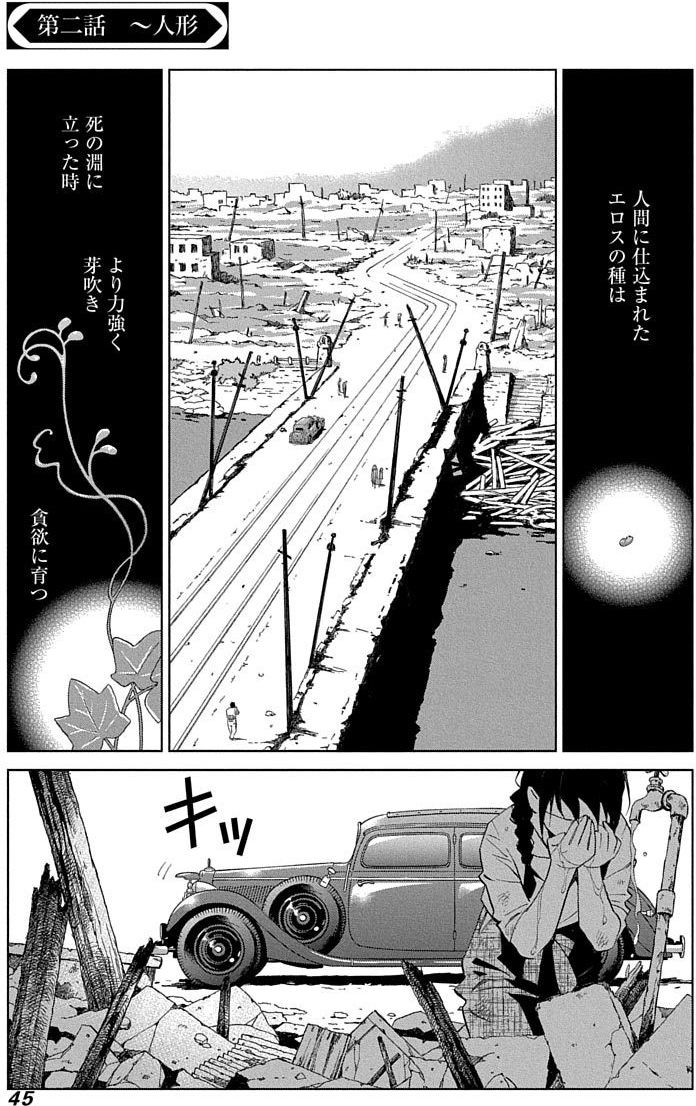 第二話　～人形
人間に仕込まれた
エロスの種は
死の淵に
立った時
より力強く
芽吹き
貪欲に育つ
キッ
45